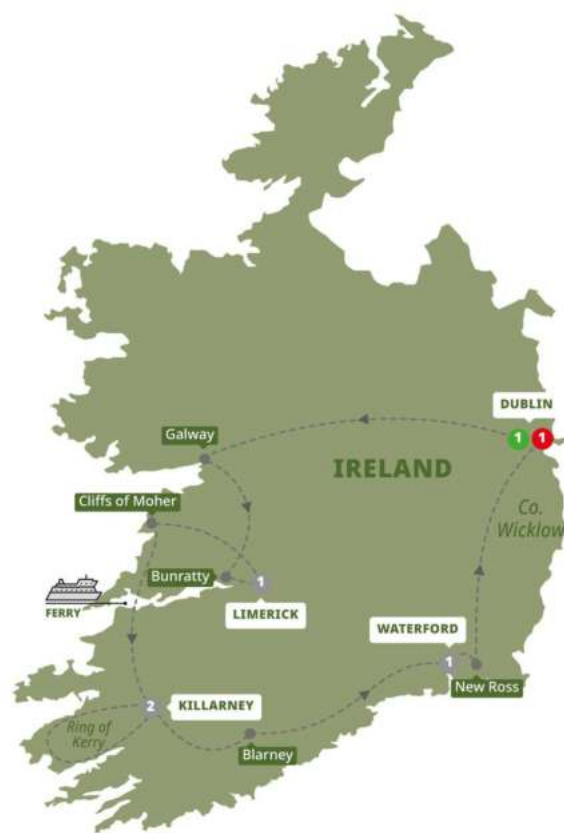 DUBLIN
1
1
Galway
IRELAND
Cliffs of Moher
Co.
Wicklow
Bunratty
1
FERRY
LIMERICK
WATERFORD
1
New Ross
2
KILLARNEY
Ring of
Kerry
Blarney